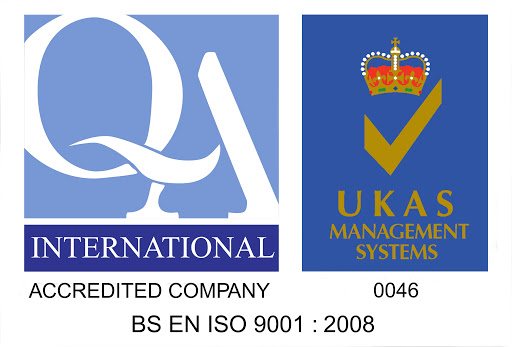 QA
INTERNATIONAL
ACCREDITED COMPANY
UKAS
MANAGEMENT
SYSTEMS
0046
BS EN ISO 9001 : 2008